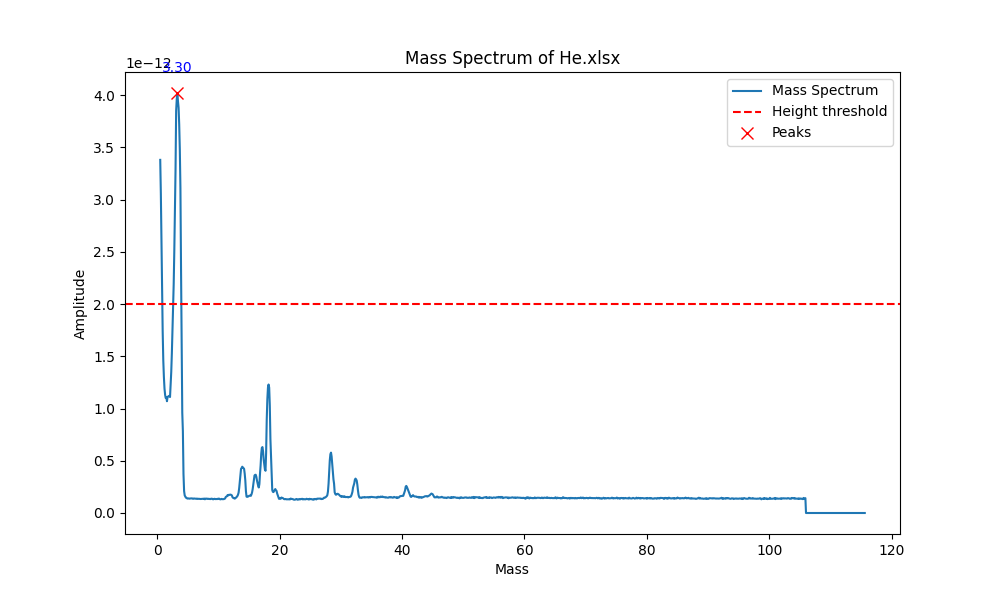 Mass Spectrum of He.xlsx
1e−12
3.30
Mass Spectrum
Height threshold
Peaks
4.0
3.5
3.0
2.5
2.0
1.5
1.0
0.5
0.0
Amplitude
0 20 40 60 80 100 120
Mass